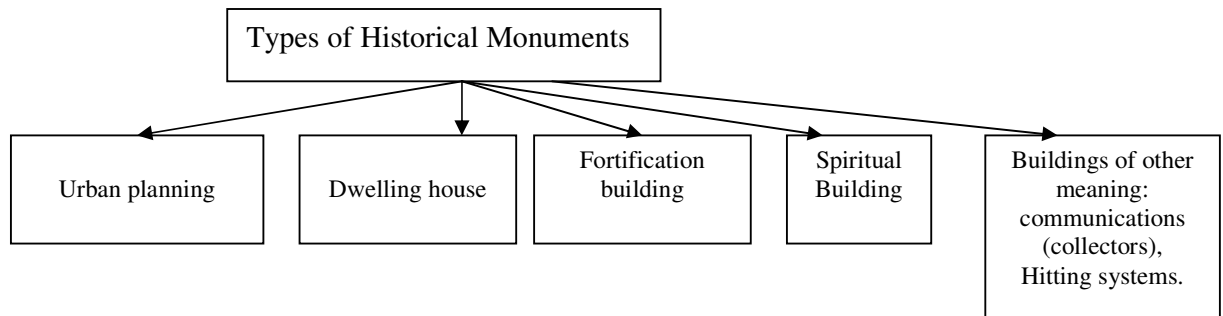 Types of Historical Monuments
Urban planning
Dwelling house
Fortification
building
Spiritual
Building
Buildings of other
meaning:
communications
(collectors),
Hitting systems.